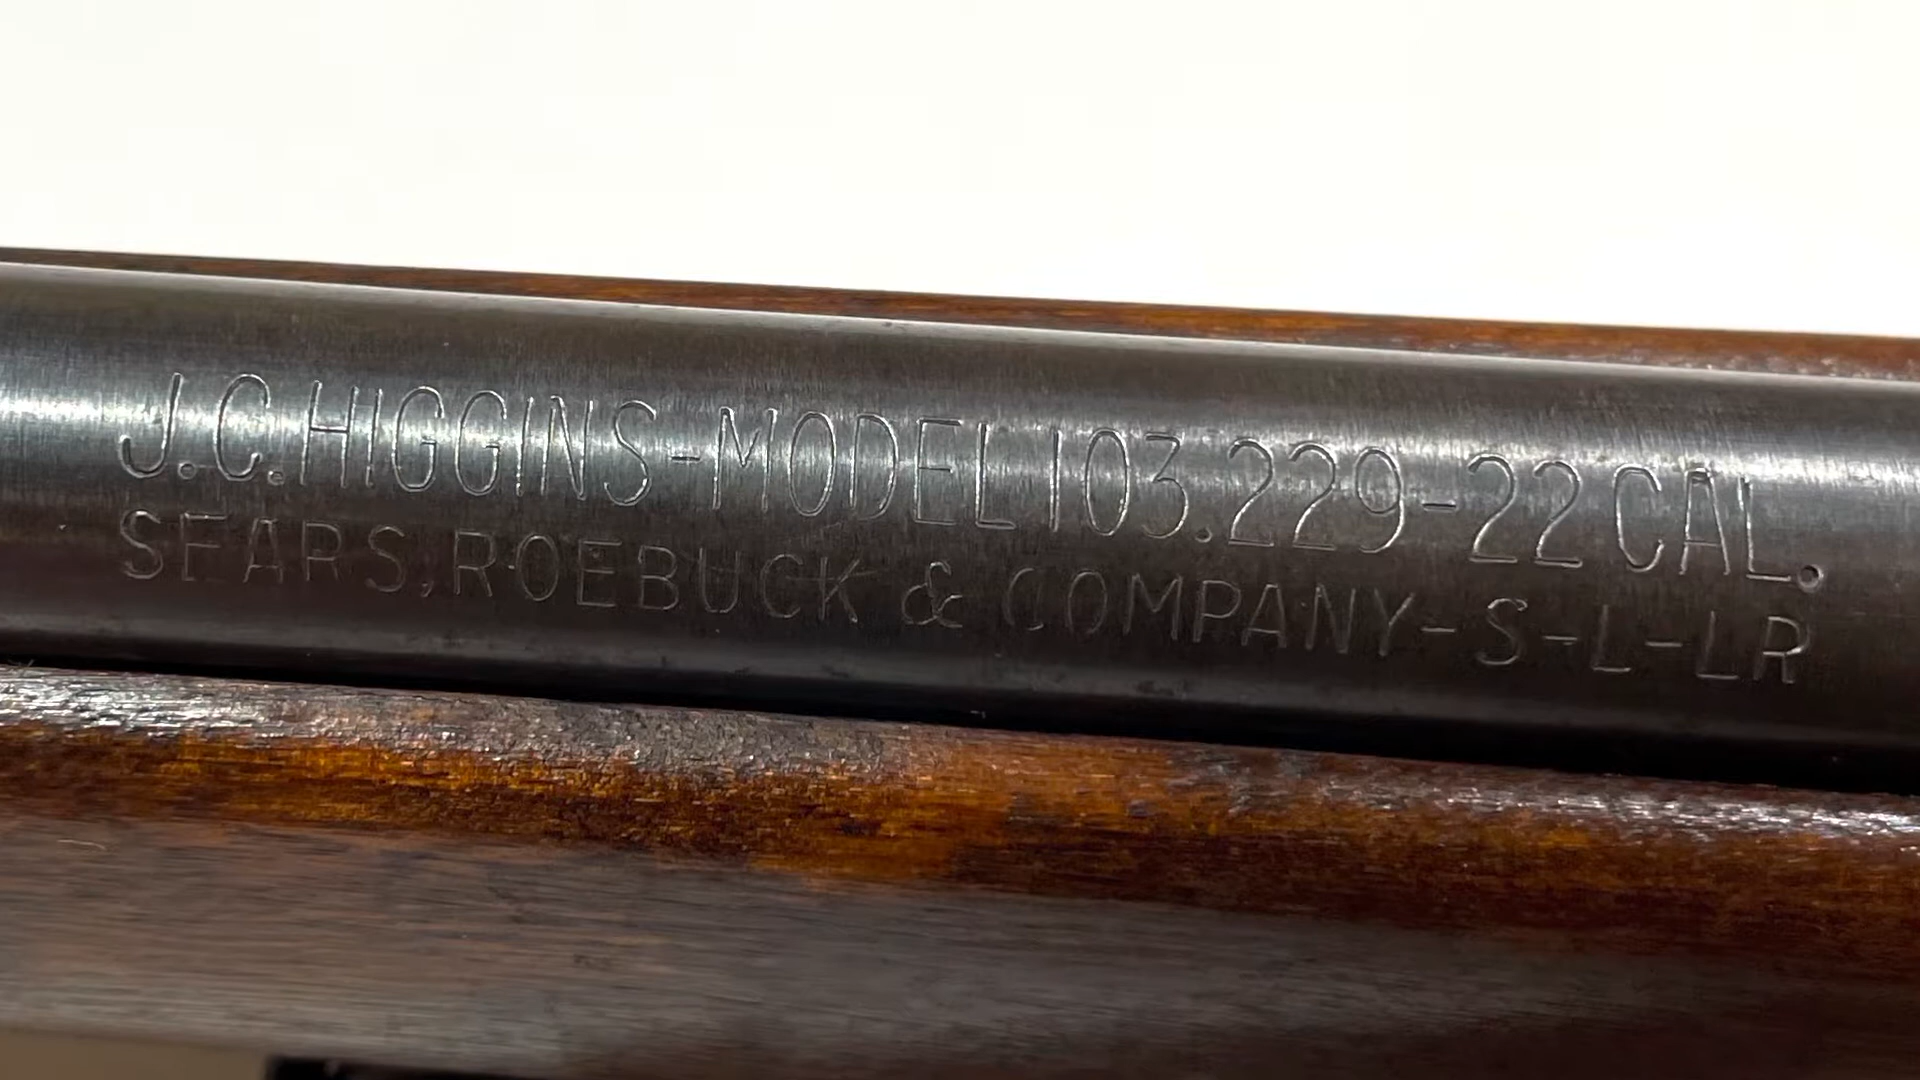 J.C.HIGGINS-MODEL 103.229-22 CAL.
SEARS, ROEBUCK & COMPANY-S-L-LR